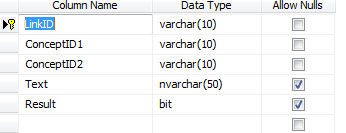 Column Name Data Type Allow Nulls
LinkID varchar(10)
ConceptID1 varchar(10)
ConceptID2 varchar(10)
Text nvarchar(50)
Result bit